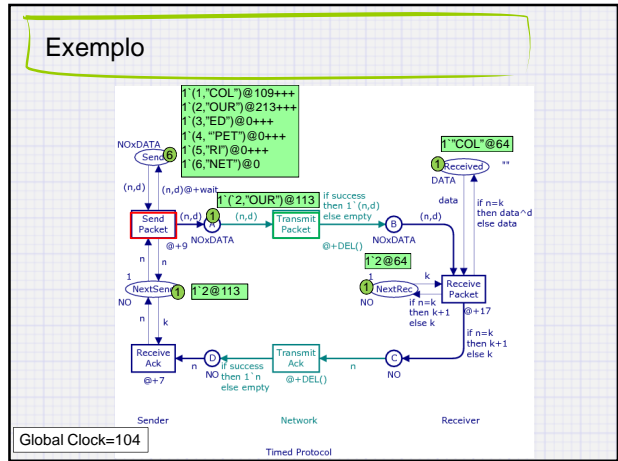 Exemplo
1`(1,"COL")@109+++
1`(2,"OUR")@213+++
1`(3,"ED")@0+++
1`(4, "'PET")@0+++
1`(5,"RI")@0+++
1`(6,"NET")@0
NOxDATA
Send 6
1`"COL"@64
1 Received ""
DATA
(n,d) (n,d)@+wait
1`(`2,"OUR")@113
if success
then 1`(n,d)
else empty
data
if n=k
then data^d
else data
Send
Packet
(n,d)
1
A
(n,d)
Transmit
Packet
B
(n,d)
@+9
NOxDATA
@+DEL()
NOxDATA
n n
1`2@64
1
NextSend
1
1`2@113
NO
1
1
NextRec
NO
k
if n=k
then k+1
else k
Receive
Packet
@+17
n k
if n=k
then k+1
else k
Receive
Ack
n
D
if success
then 1`n
else empty
Transmit
Ack
n
C
@+7
NO
@+DEL()
NO
Sender Network Receiver
Global Clock=104
Timed Protocol